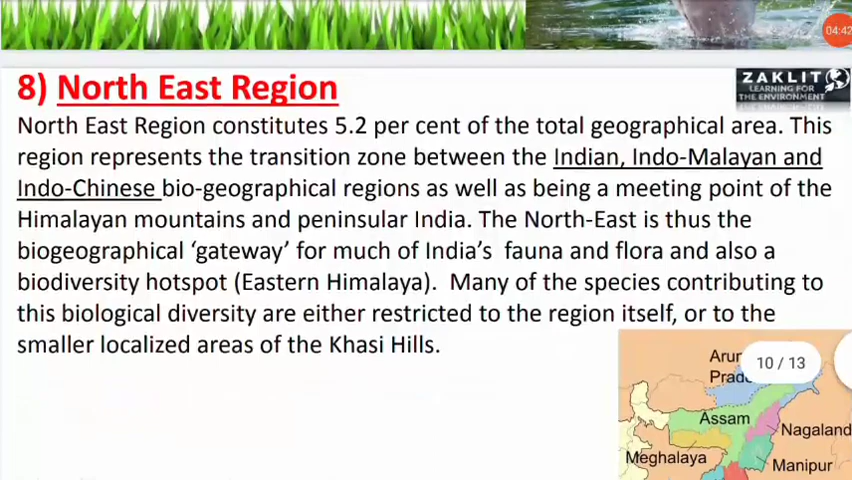 04:42
8) North East Region
ZAKLIT
LEARNING FOR
THE ENVIRONMENT
North East Region constitutes 5.2 per cent of the total geographical area. This
region represents the transition zone between the Indian, Indo-Malayan and
Indo-Chinese bio-geographical regions as well as being a meeting point of the
Himalayan mountains and peninsular India. The North-East is thus the
biogeographical ‘gateway’ for much of India’s fauna and flora and also a
biodiversity hotspot (Eastern Himalaya). Many of the species contributing to
this biological diversity are either restricted to the region itself, or to the
smaller localized areas of the Khasi Hills.
10 / 13
Assam
Nagaland
Meghalaya
Manipur